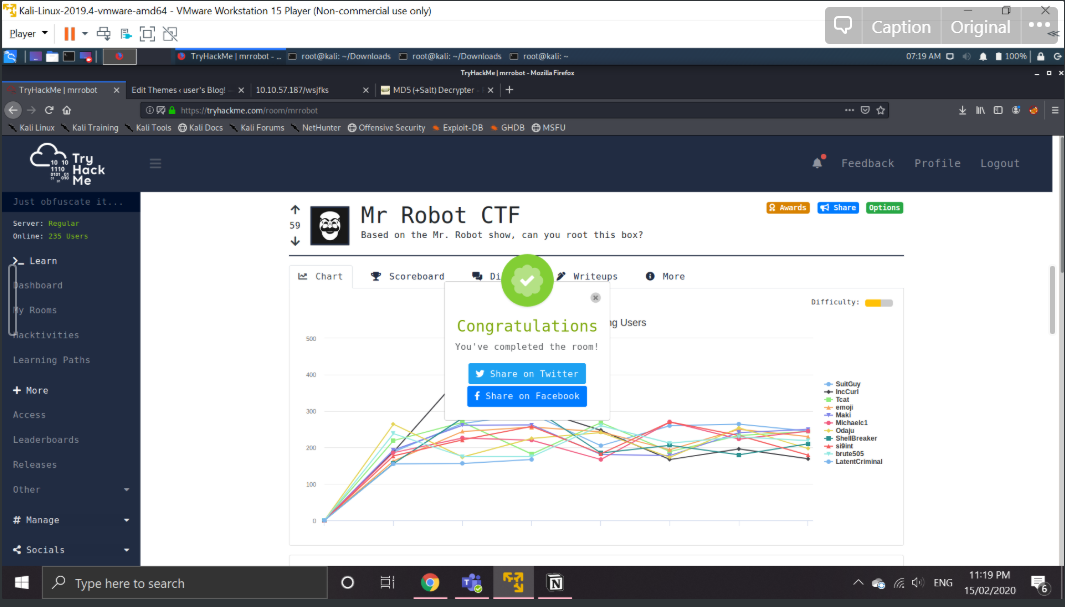 Kali-Linux-2019.4-vmware-amd64 - VMware Workstation 15 Player (Non-commercial use only)
Player
Caption
Original
TryHackMe | mrrobot - ...
root@kali: ~/Downloads
root@kali: ~/Downloads
root@kali: ~
07:19 AM
100%
TryHackMe | mrrobot - Mozilla Firefox
TryHackMe | mrrobot
Edit Themes ‹ user's Blog! —
10.10.57.187/wsjfks
MD5 (+Salt) Decrypter -
https://tryhackme.com/room/mrrobot
Kali Linux
Kali Training
Kali Tools
Kali Docs
Kali Forums
NetHunter
Offensive Security
Exploit-DB
GHDB
MSFU
Try
Hack
Me
Feedback
Profile
Logout
Just obfuscate it...
Server: Regular
Online: 235 Users
Learn
Dashboard
My Rooms
Hacktivities
Learning Paths
More
Access
Leaderboards
Releases
Other
Manage
Socials
59
Mr Robot CTF
Based on the Mr. Robot show, can you root this box?
Awards
Share
Options
Chart
Scoreboard
Di
Writeups
More
Difficulty:
ng Users
Congratulations
You've completed the room!
Share on Twitter
Share on Facebook
500
400
300
200
100
0
SuitGuy
IncCurl
Tcat
emoji
Maki
Michaelc1
Odaju
ShellBreaker
si9int
brute505
LatentCriminal
Type here to search
ENG
11:19 PM
15/02/2020
6